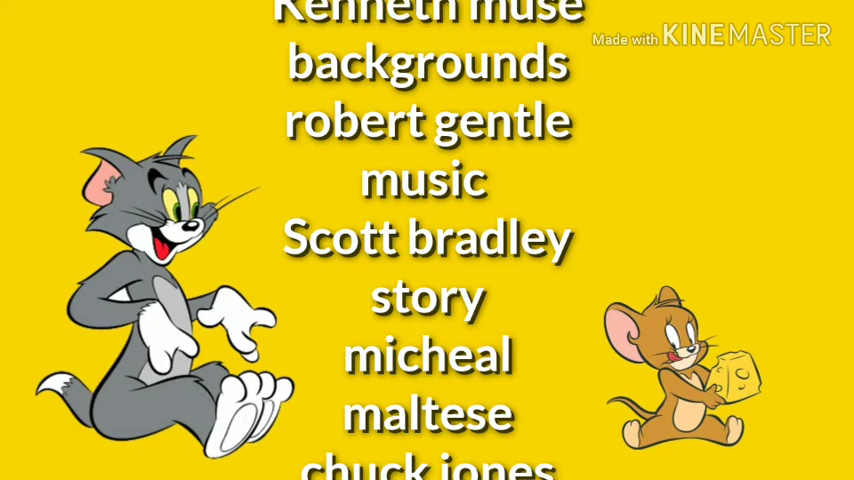 Kenneth muse
Made with KINEMASTER
backgrounds
robert gentle
music
Scott bradley
story
micheal
maltese
chuck jones